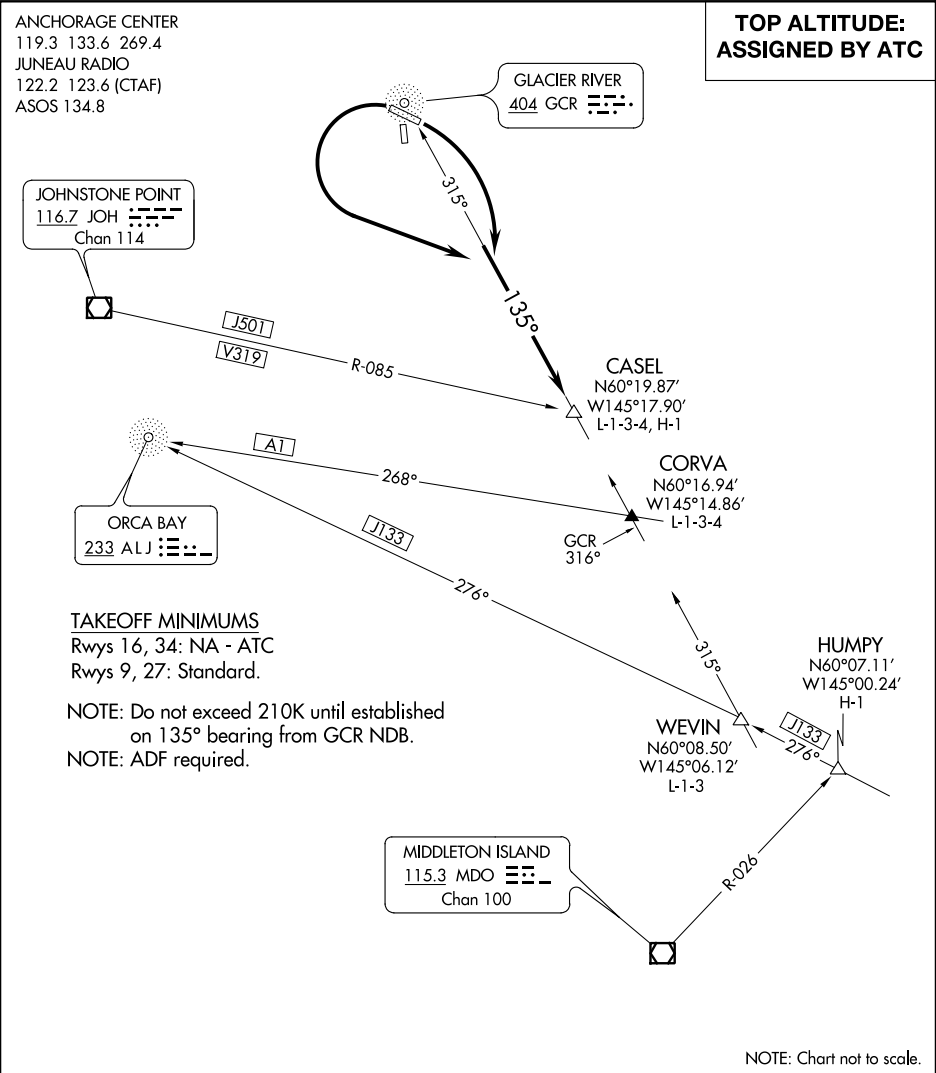 ANCHORAGE CENTER
119.3 133.6 269.4
JUNEAU RADIO
122.2 123.6 (CTAF)
ASOS 134.8
TOP ALTITUDE:
ASSIGNED BY ATC
GLACIER RIVER
404 GCR
315°
JOHNSTONE POINT
116.7 JOH
Chan 114
135°
J501
V319
R-085
CASEL
N60°19.87'
W145°17.90'
L-1-3-4, H-1
A1
268°
CORVA
N60°16.94'
W145°14.86'
L-1-3-4
GCR
316°
ORCA BAY
233 ALJ
J133
276°
TAKEOFF MINIMUMS
Rwys 16, 34: NA - ATC
Rwys 9, 27: Standard.
NOTE: Do not exceed 210K until established
on 135° bearing from GCR NDB.
NOTE: ADF required.
315°
HUMPY
N60°07.11'
W145°00.24'
H-1
WEVIN
N60°08.50'
W145°06.12'
L-1-3
J133
276°
MIDDLETON ISLAND
115.3 MDO
Chan 100
R-026
NOTE: Chart not to scale.